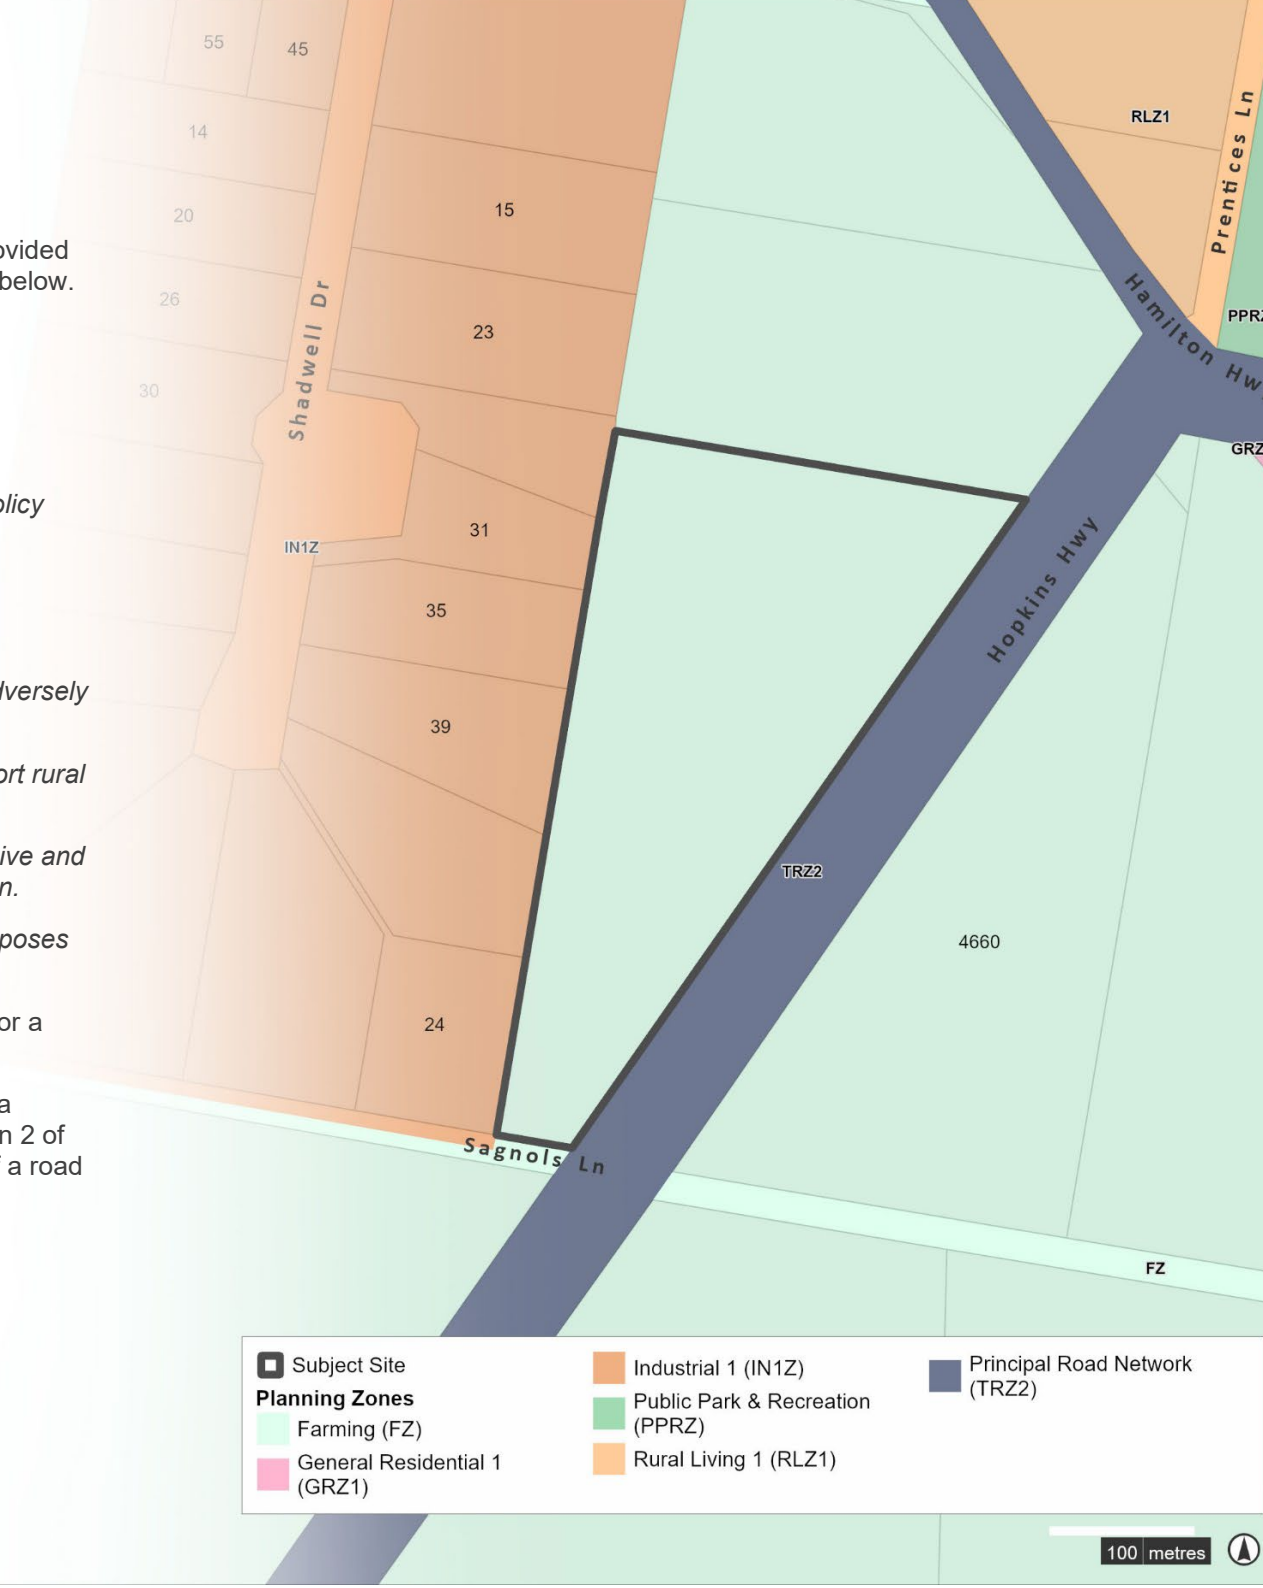 ovided
below.
olicy
dversely
ort rural
ive and
n.
poses
or a
a
n 2 of
f a road
55
45
14
20
26
30
15
23
31
35
39
24
Shadwell Dr
IN1Z
RLZ1
Prentices Ln
PPRZ
Hamilton Hwy
GRZ
Hopkins Hwy
TRZ2
4660
Sagnols Ln
FZ
Subject Site
Planning Zones
Farming (FZ)
General Residential 1
(GRZ1)
Industrial 1 (IN1Z)
Public Park & Recreation
(PPRZ)
Rural Living 1 (RLZ1)
Principal Road Network
(TRZ2)
100 metres